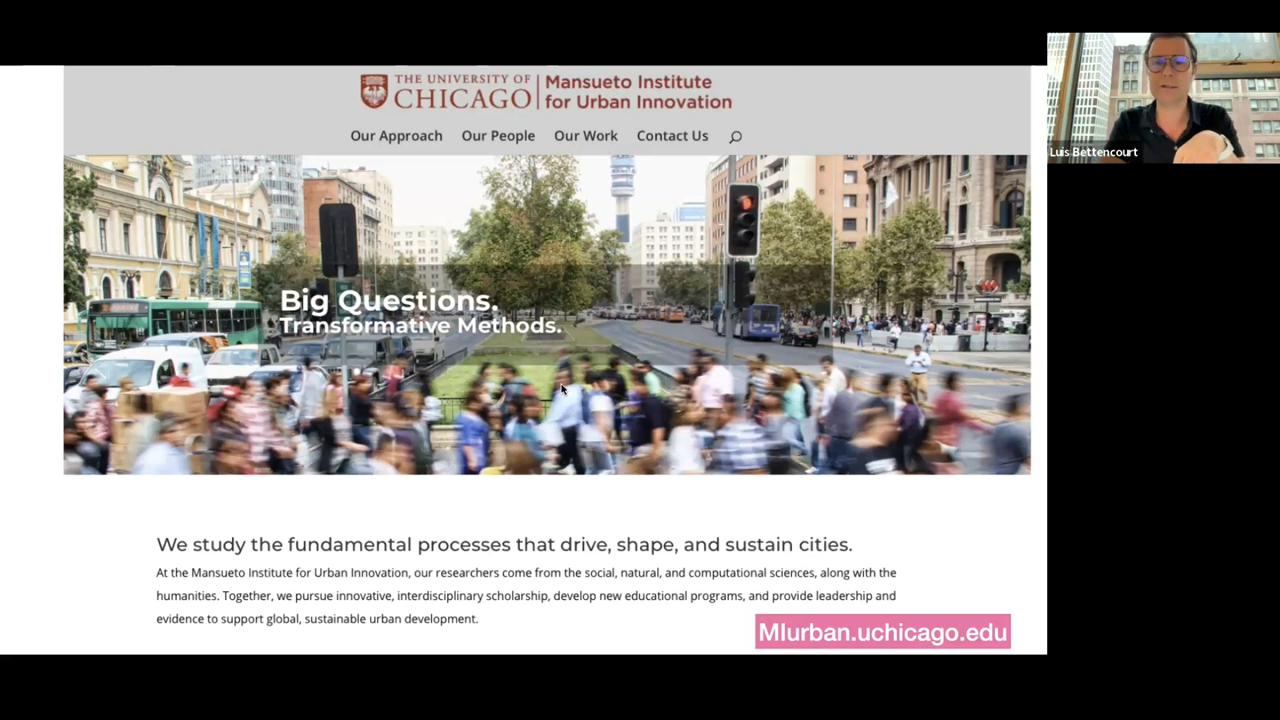 THE UNIVERSITY OF
CHICAGO
Mansueto Institute
for Urban Innovation
Our Approach Our People Our Work Contact Us
Luis Bettencourt
Big Questions.
Transformative Methods.
We study the fundamental processes that drive, shape, and sustain cities.
At the Mansueto Institute for Urban Innovation, our researchers come from the social, natural, and computational sciences, along with the
humanities. Together, we pursue innovative, interdisciplinary scholarship, develop new educational programs, and provide leadership and
evidence to support global, sustainable urban development.
MIurban.uchicago.edu